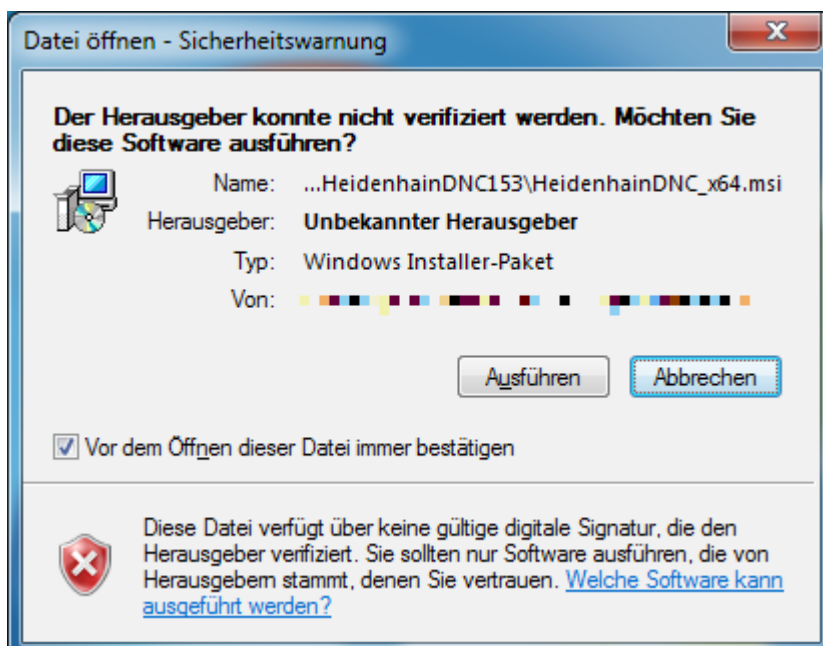 Datei öffnen - Sicherheitswarnung
Der Herausgeber konnte nicht verifiziert werden. Möchten Sie
diese Software ausführen?
Name: ...HeidenhainDNC153\HeidenhainDNC_x64.msi
Herausgeber: Unbekannter Herausgeber
Typ: Windows Installer-Paket
Von:
Ausführen Abbrechen
Vor dem Öffnen dieser Datei immer bestätigen
Diese Datei verfügt über keine gültige digitale Signatur, die den
Herausgeber verifiziert. Sie sollten nur Software ausführen, die von
Herausgebern stammt, denen Sie vertrauen. Welche Software kann
ausgeführt werden?